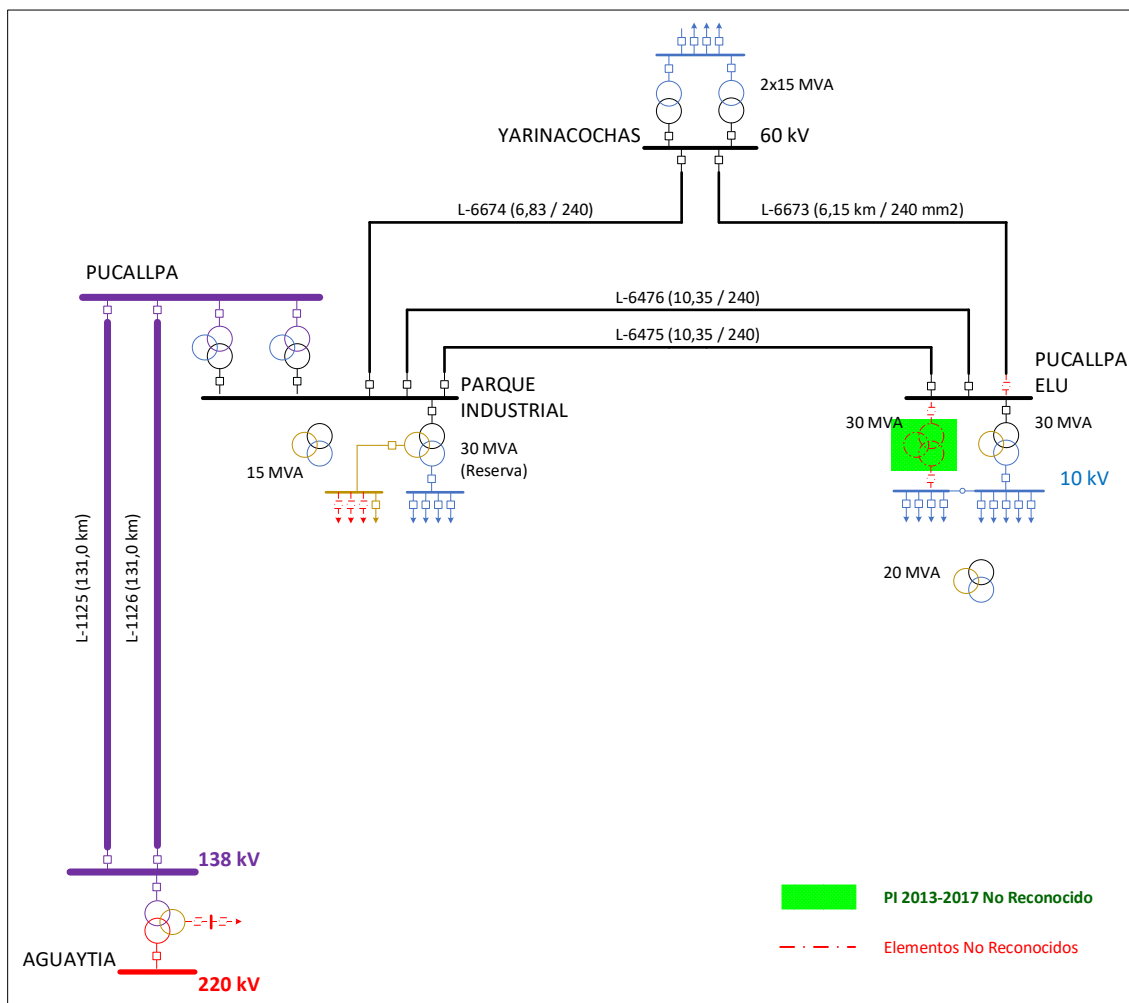 2x15 MVA
YARINACOCHAS
60 kV
L-6674 (6,83 / 240)
L-6673 (6,15 km / 240 mm2)
PUCALLPA
L-6476 (10,35 / 240)
L-6475 (10,35 / 240)
PARQUE
INDUSTRIAL
PUCALLPA
ELU
30 MVA
30 MVA
15 MVA
30 MVA
(Reserva)
10 kV
20 MVA
L-1125 (131,0 km)
L-1126 (131,0 km)
138 kV
AGUAYTIA
220 kV
PI 2013-2017 No Reconocido
Elementos No Reconocidos